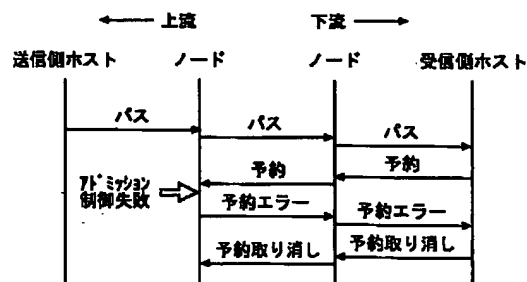 上流 下流
送信側ホスト ノード ノード 受信側ホスト
パス
パス
パス
予約
予約
アドミッション
制御失敗
予約エラー
予約エラー
予約取り消し
予約取り消し